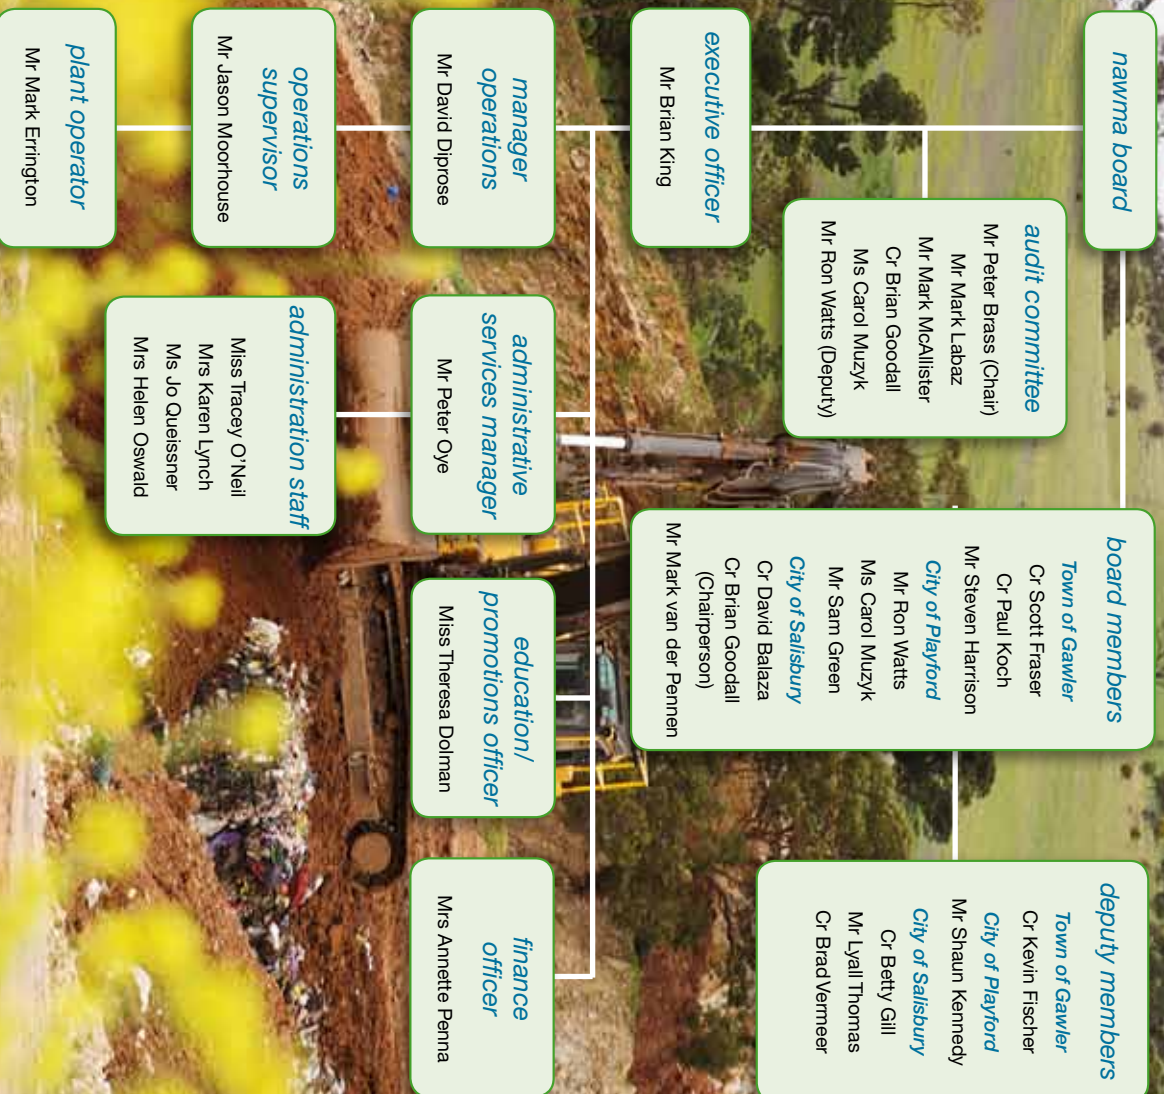 nawma board
board members
Town of Gawler
Cr Scott Fraser
Cr Paul Koch
Mr Steven Harrison
City of Playford
Mr Ron Watts
Ms Carol Muzyk
Mr Sam Green
City of Salisbury
Cr David Balaza
Cr Brian Goodall
(Chairperson)
Mr Mark van der Pennen
deputy members
Town of Gawler
Cr Kevin Fischer
City of Playford
Mr Shaun Kennedy
City of Salisbury
Cr Betty Gill
Mr Lyall Thomas
Cr Brad Vermeer
audit committee
Mr Peter Brass (Chair)
Mr Mark Labaz
Mr Mark McAllister
Cr Brian Goodall
Ms Carol Muzyk
Mr Ron Watts (Deputy)
executive officer
Mr Brian King
manager
operations
Mr David Diprose
administrative
services manager
Mr Peter Oye
education/
promotions officer
Miss Theresa Dolman
finance
officer
Mrs Annette Penna
operations
supervisor
Mr Jason Moorhouse
administration staff
Miss Tracey O'Neil
Mrs Karen Lynch
Ms Jo Queissner
Mrs Helen Oswald
plant operator
Mr Mark Errington